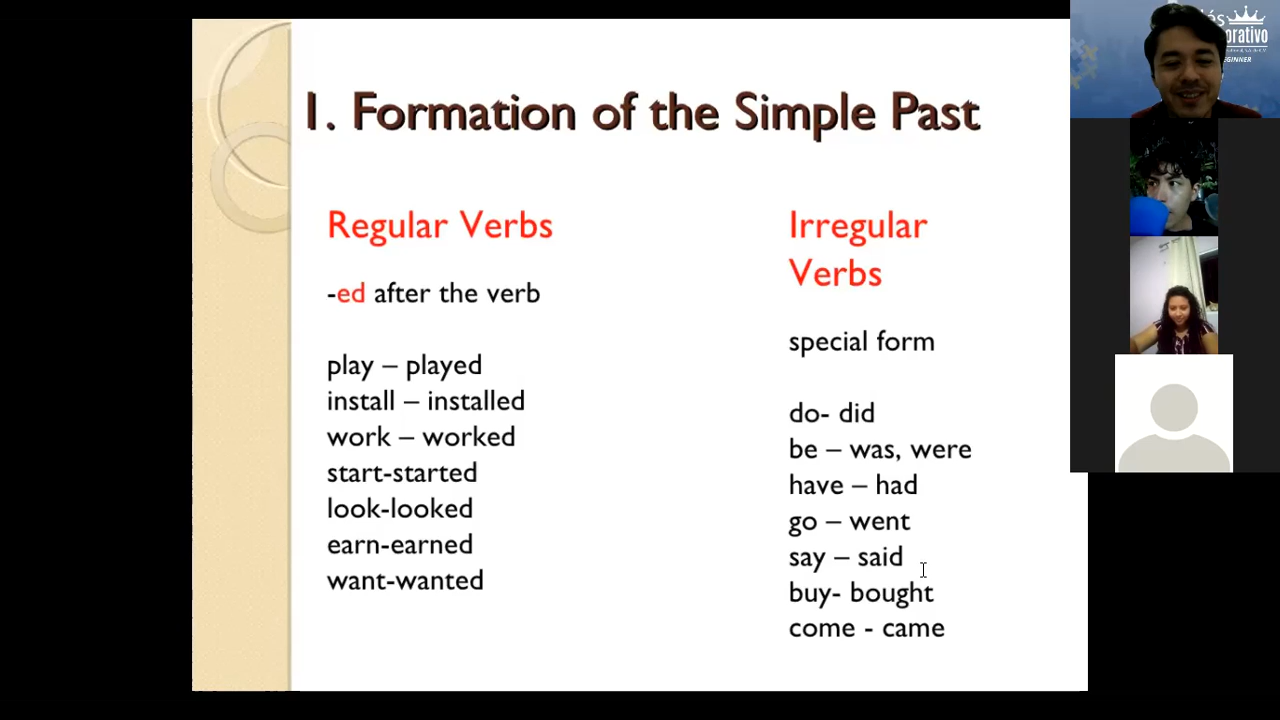 1. Formation of the Simple Past
Regular Verbs
-ed after the verb
play – played
install – installed
work – worked
start-started
look-looked
earn-earned
want-wanted
Irregular
Verbs
special form
do- did
be – was, were
have – had
go – went
say – said
buy- bought
come - came
és
orativo